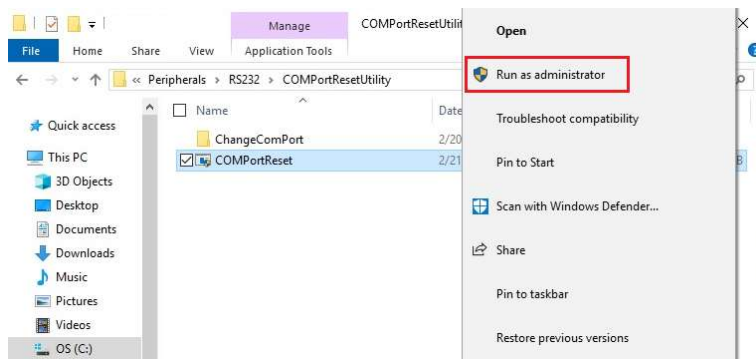 Manage
COMPortResetUtilit
File
Home
Share
View
Application Tools
« Peripherals › RS232 › COMPortResetUtility
Name
Date
Quick access
ChangeComPort
2/20
This PC
COMPortReset
2/21
B
3D Objects
Desktop
Documents
Downloads
Music
Pictures
Videos
OS (C:)
Open
Run as administrator
Troubleshoot compatibility
Pin to Start
Scan with Windows Defender...
Share
Pin to taskbar
Restore previous versions